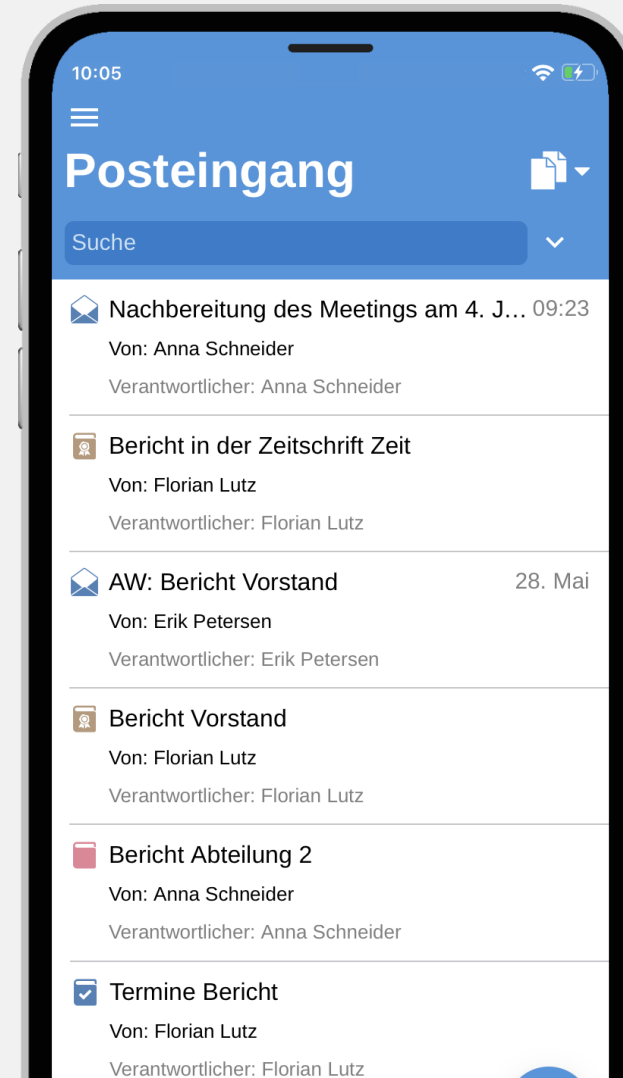 10:05
Posteingang
Suche
Nachbereitung des Meetings am 4. J... 09:23
Von: Anna Schneider
Verantwortlicher: Anna Schneider
Bericht in der Zeitschrift Zeit
Von: Florian Lutz
Verantwortlicher: Florian Lutz
AW: Bericht Vorstand 28. Mai
Von: Erik Petersen
Verantwortlicher: Erik Petersen
Bericht Vorstand
Von: Florian Lutz
Verantwortlicher: Florian Lutz
Bericht Abteilung 2
Von: Anna Schneider
Verantwortlicher: Anna Schneider
Termine Bericht
Von: Florian Lutz
Verantwortlicher: Florian Lutz